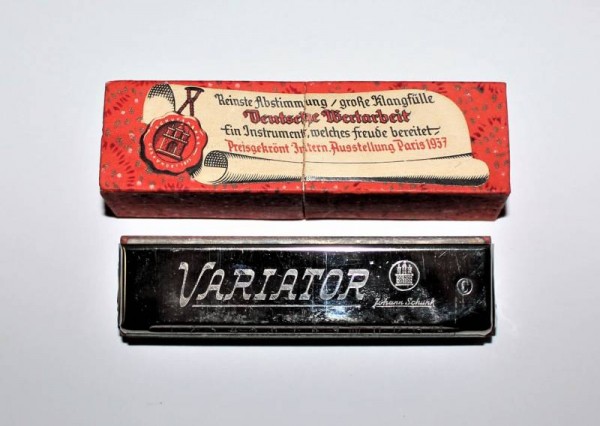 Reinste Abstimmung / große Klangfülle
Deutsche Wertarbeit
Ein Instrument, welches freude bereitet
Preisgekrönt Intern. Ausstellung Paris 1937
VARIATOR
Johann Schunk
C